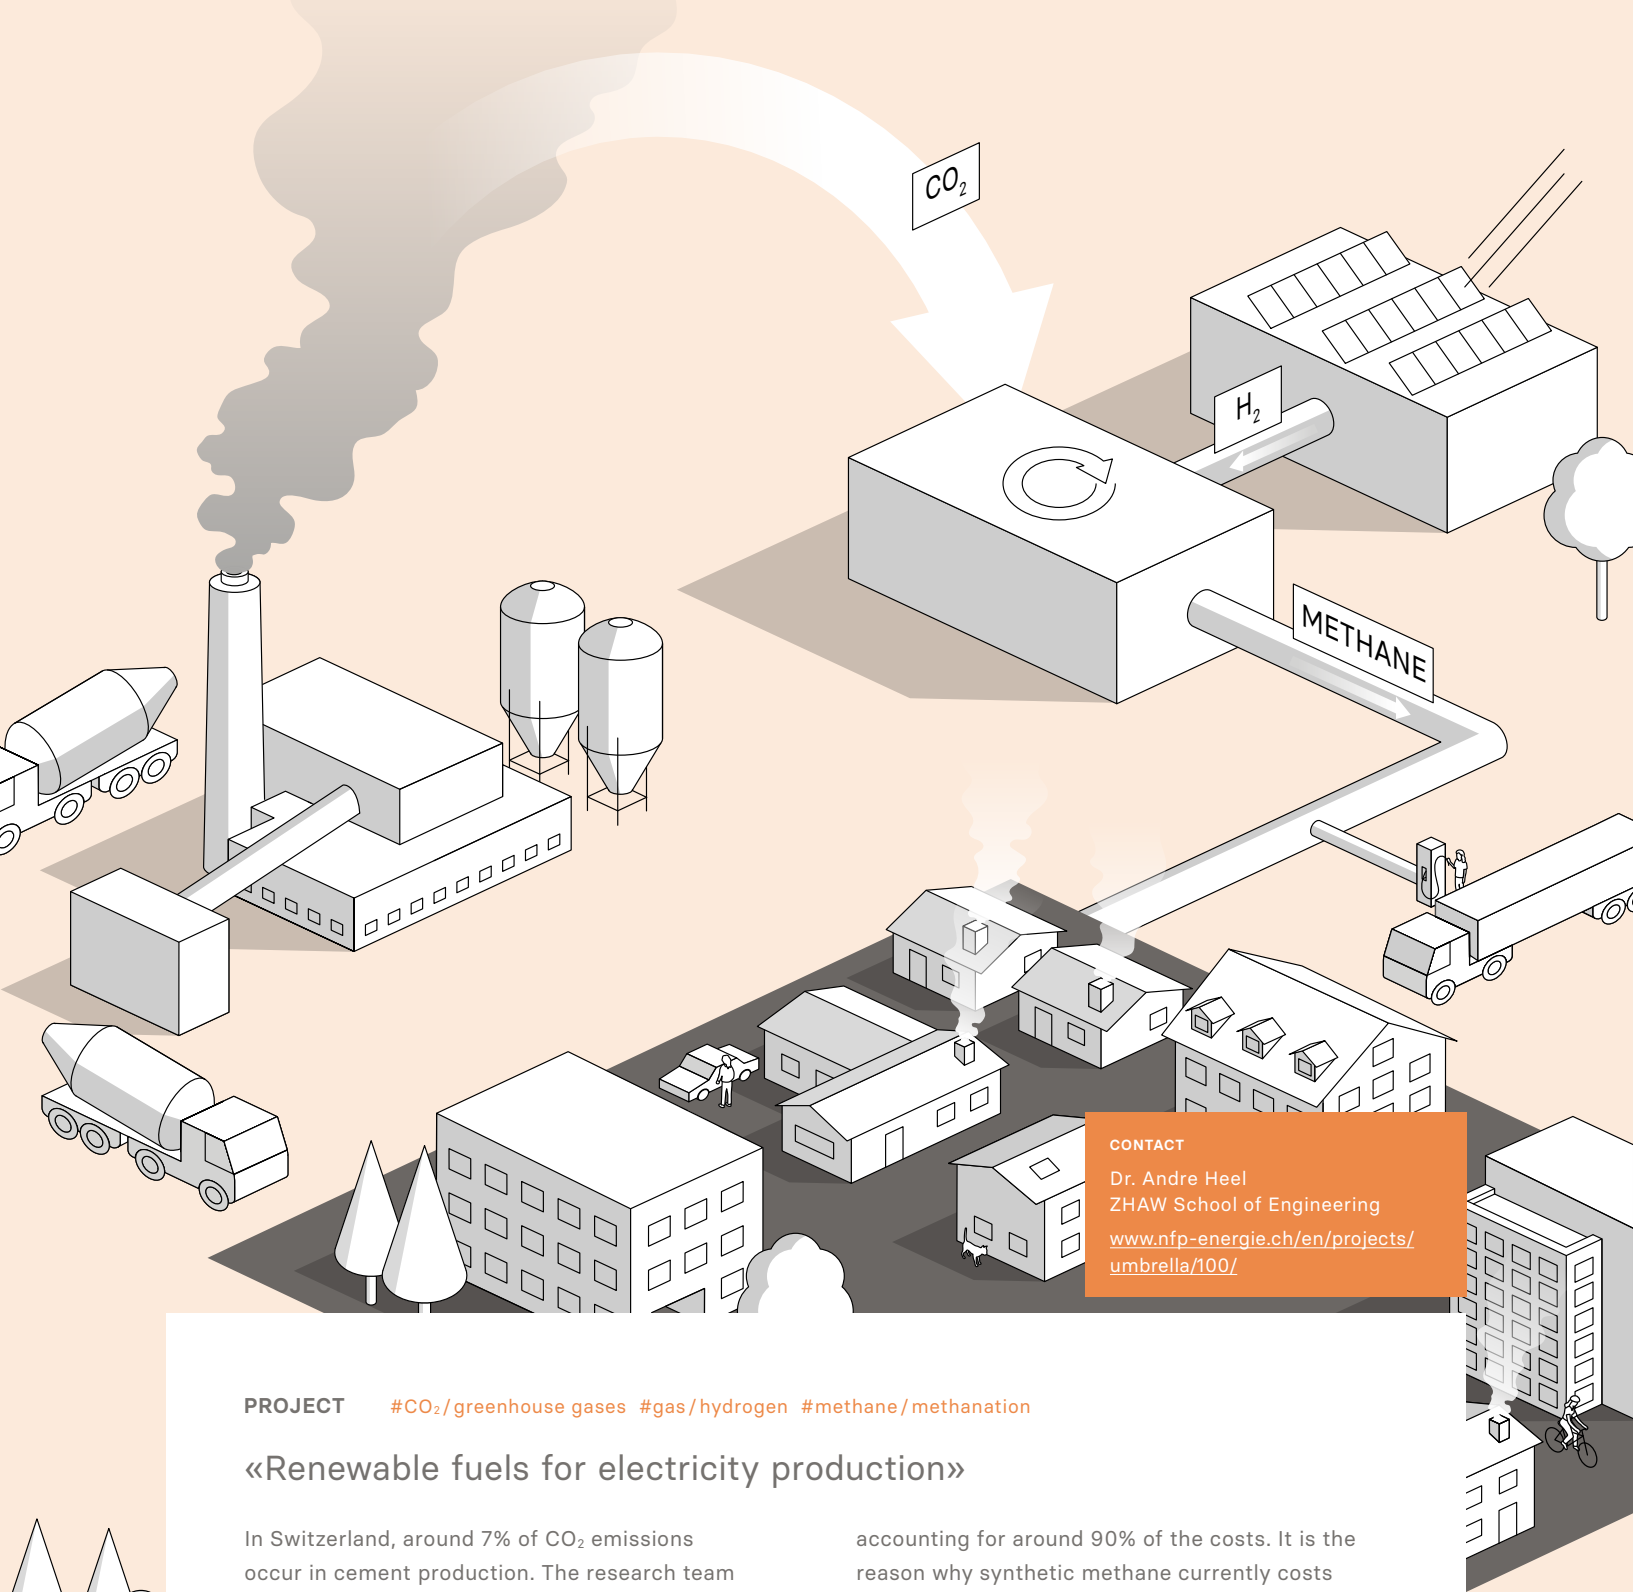 CO₂
H₂
METHANE
CONTACT
Dr. Andre Heel
ZHAW School of Engineering
www.nfp-energie.ch/en/projects/
umbrella/100/
PROJECT #CO₂/greenhouse gases #gas/hydrogen #methane/methanation
«Renewable fuels for electricity production»
In Switzerland, around 7% of CO₂ emissions
occur in cement production. The research team
accounting for around 90% of the costs. It is the
reason why synthetic methane currently costs